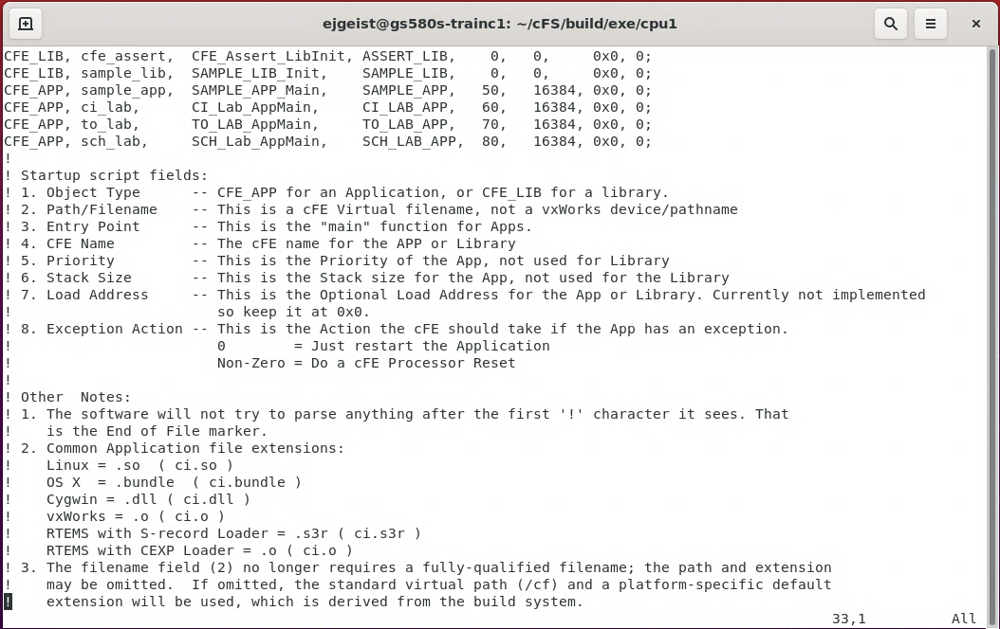 ejgeist@gs580s-trainc1: ~/cFS/build/exe/cpu1
CFE_LIB, cfe_assert,  CFE_Assert_LibInit, ASSERT_LIB,    0,   0,     0x0, 0;
CFE_LIB, sample_lib,  SAMPLE_LIB_Init,    SAMPLE_LIB,    0,   0,     0x0, 0;
CFE_APP, sample_app,  SAMPLE_APP_Main,    SAMPLE_APP,   50,   16384, 0x0, 0;
CFE_APP, ci_lab,      CI_Lab_AppMain,     CI_LAB_APP,   60,   16384, 0x0, 0;
CFE_APP, to_lab,      TO_LAB_AppMain,     TO_LAB_APP,   70,   16384, 0x0, 0;
CFE_APP, sch_lab,     SCH_Lab_AppMain,    SCH_LAB_APP,  80,   16384, 0x0, 0;
!
! Startup script fields:
! 1. Object Type      -- CFE_APP for an Application, or CFE_LIB for a library.
! 2. Path/Filename    -- This is a cFE Virtual filename, not a vxWorks device/pathname
! 3. Entry Point      -- This is the "main" function for Apps.
! 4. CFE Name         -- The cFE name for the APP or Library
! 5. Priority         -- This is the Priority of the App, not used for Library
! 6. Stack Size       -- This is the Stack size for the App, not used for the Library
! 7. Load Address     -- This is the Optional Load Address for the App or Library. Currently not implemented
!                        so keep it at 0x0.
! 8. Exception Action -- This is the Action the cFE should take if the App has an exception.
!                        0        = Just restart the Application
!                        Non-Zero = Do a cFE Processor Reset
!
! Other  Notes:
! 1. The software will not try to parse anything after the first '!' character it sees. That
!    is the End of File marker.
! 2. Common Application file extensions:
!    Linux = .so  ( ci.so )
!    OS X  = .bundle  ( ci.bundle )
!    Cygwin = .dll ( ci.dll )
!    vxWorks = .o ( ci.o )
!    RTEMS with S-record Loader = .s3r ( ci.s3r )
!    RTEMS with CEXP Loader = .o ( ci.o )
! 3. The filename field (2) no longer requires a fully-qualified filename; the path and extension
!    may be omitted.  If omitted, the standard virtual path (/cf) and a platform-specific default
!    extension will be used, which is derived from the build system.
33,1          All